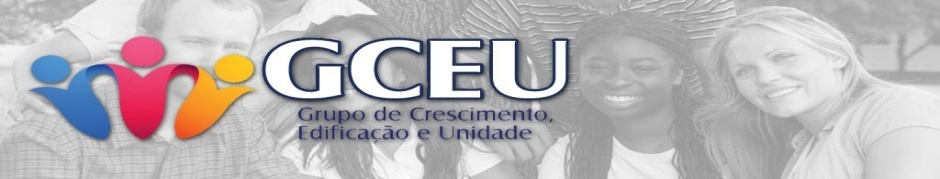 GCEU
Grupo de Crescimento,
Edificação e Unidade